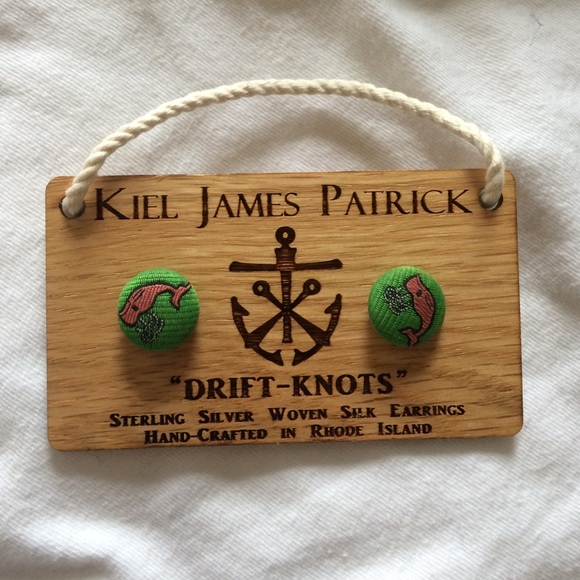 Kiel James Patrick
"Drift-Knots"
Sterling Silver Woven Silk Earrings
Hand-Crafted in Rhode Island